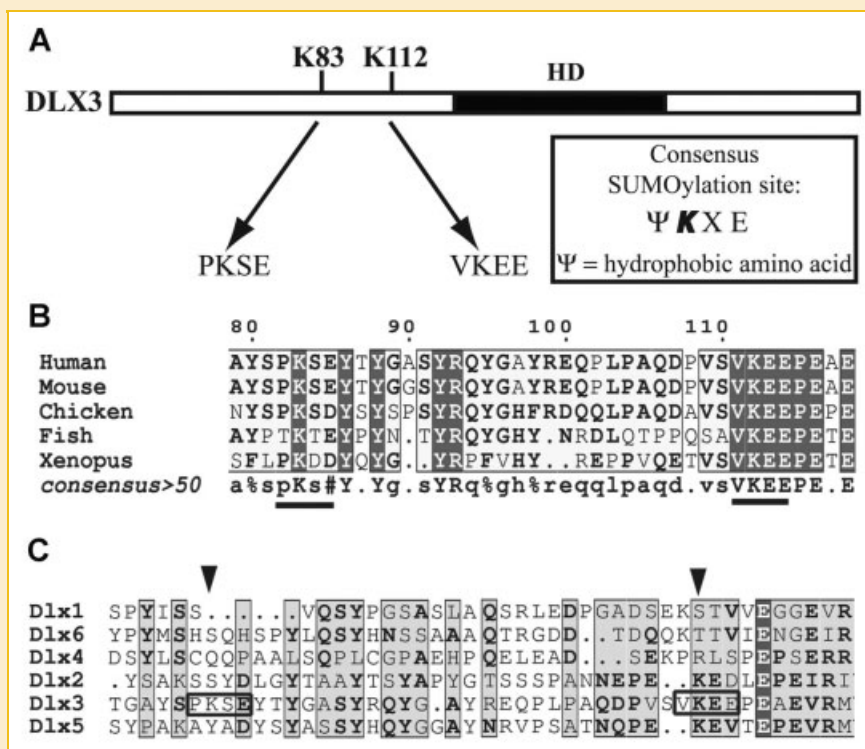 A
K83 K112
HD
DLX3
Consensus
SUMOylation site:
Ψ K X E
Ψ = hydrophobic amino acid
PKSE
VKEE
B
80 90 100 110
Human AYSPKSEYTYGASYRQYGAYREQPLPAQDPVSVKEEPEAE
Mouse AYSPKSEYTYGGSYRQYGAYREQPLPAQDPVSVKEEPEAE
Chicken NYSPKSDYSYSPSYRQYGHFRDQQLPAQDAVSVKEEPEPE
Fish AYPTKTEYPYN.TYRQYGHY.NRDLQTPPQSAVKEEPETE
Xenopus SFLPKDDYQYG..YRPFVHY..REPPVQETVSVKEEPETE
consensus>50 a%spKs#Y.Yg.sYRq%gh%reqqlpaqd.vsVKEEPE.E
C
Dlx1 SPYISS.....VQSYPGSASLAQSRLEDPGADSEKSTVVEGGEVR
Dlx6 YPYMSHSQHSPYLQSYHNSSAAAQTRGDD..TDQQKTTVIENGEIR
Dlx4 DSYLSCQQPAALSQPLCGPAEHPQELEAD...SEKPRLSPEPSERR
Dlx2 .YSAKSSYDLGYTAAYTSYAPYGTSSSPANNEPE..KEDLEPEIRI
Dlx3 TGAYSPKSEYTYGASYRQYG.AYREQPLPAQDPVSVKEEPEAEVR
Dlx5 SYPAKAYADYSYASSYHQYGGAYNRVPSATNQPE..KEVTEPEVRM